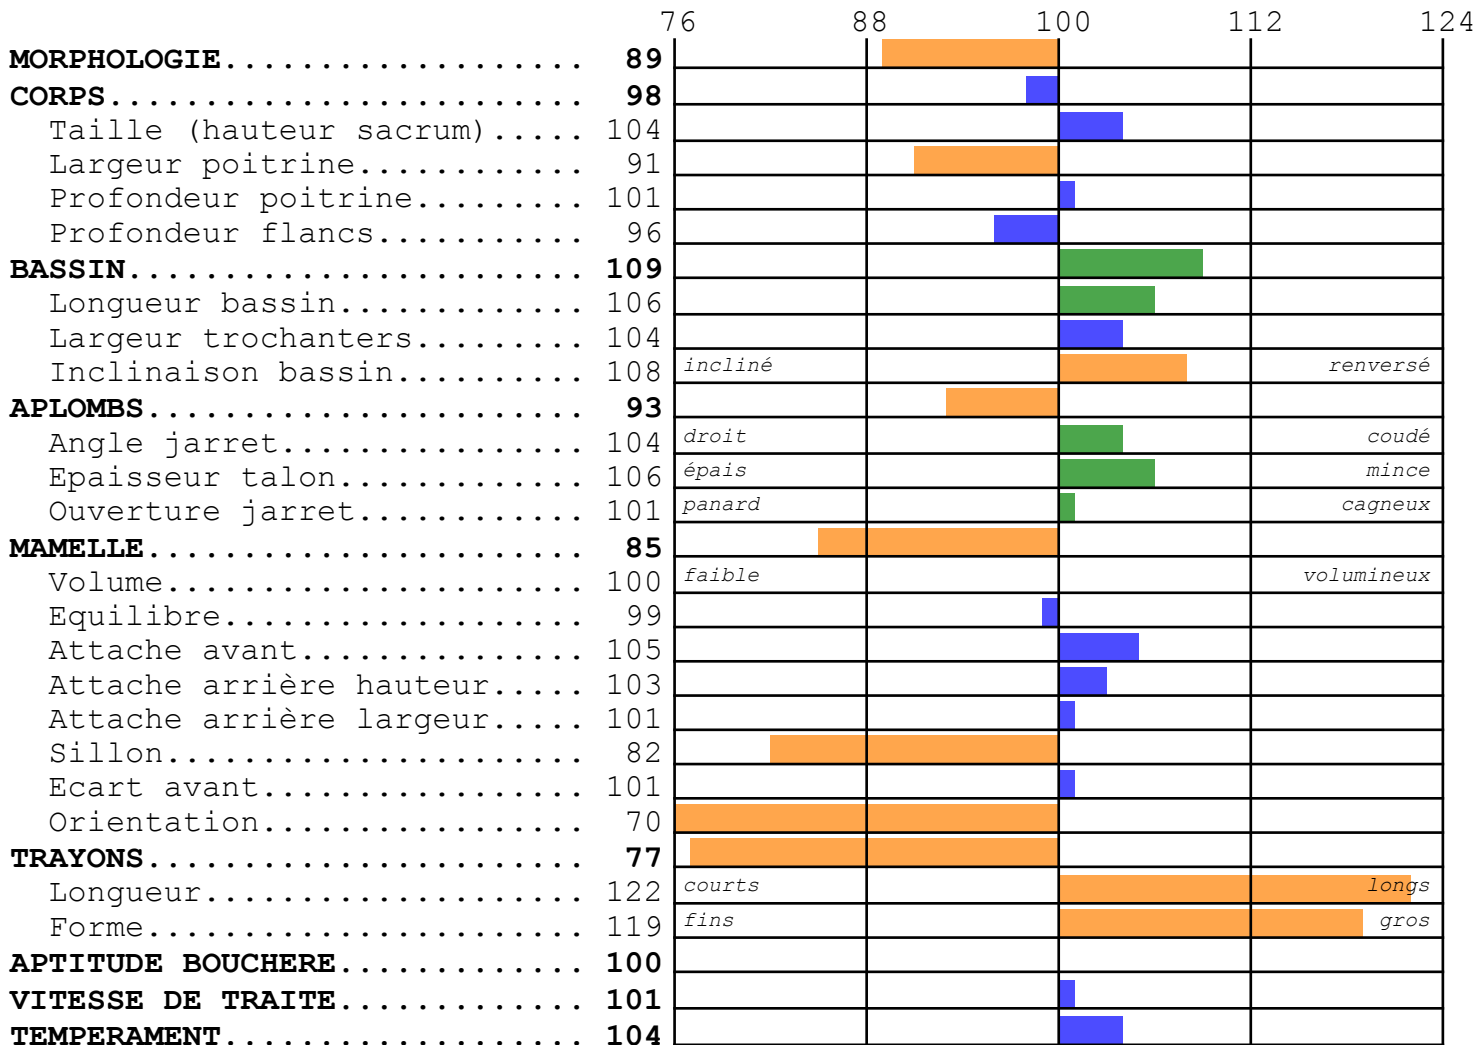 76 88 100 112 124
MORPHOLOGIE................... 89
CORPS......................... 98
Taille (hauteur sacrum)..... 104
Largeur poitrine............ 91
Profondeur poitrine......... 101
Profondeur flancs........... 96
BASSIN........................ 109
Longueur bassin............. 106
Largeur trochanters......... 104
Inclinaison bassin.......... 108 incliné renversé
APLOMBS....................... 93
Angle jarret................ 104 droit coudé
Epaisseur talon............. 106 épais mince
Ouverture jarret............ 101 panard cagneux
MAMELLE....................... 85
Volume...................... 100 faible volumineux
Equilibre................... 99
Attache avant............... 105
Attache arrière hauteur..... 103
Attache arrière largeur..... 101
Sillon...................... 82
Ecart avant................. 101
Orientation................. 70
TRAYONS....................... 77
Longueur.................... 122 courts longs
Forme....................... 119 fins gros
APTITUDE BOUCHERE............. 100
VITESSE DE TRAITE............. 101
TEMPERAMENT................... 104